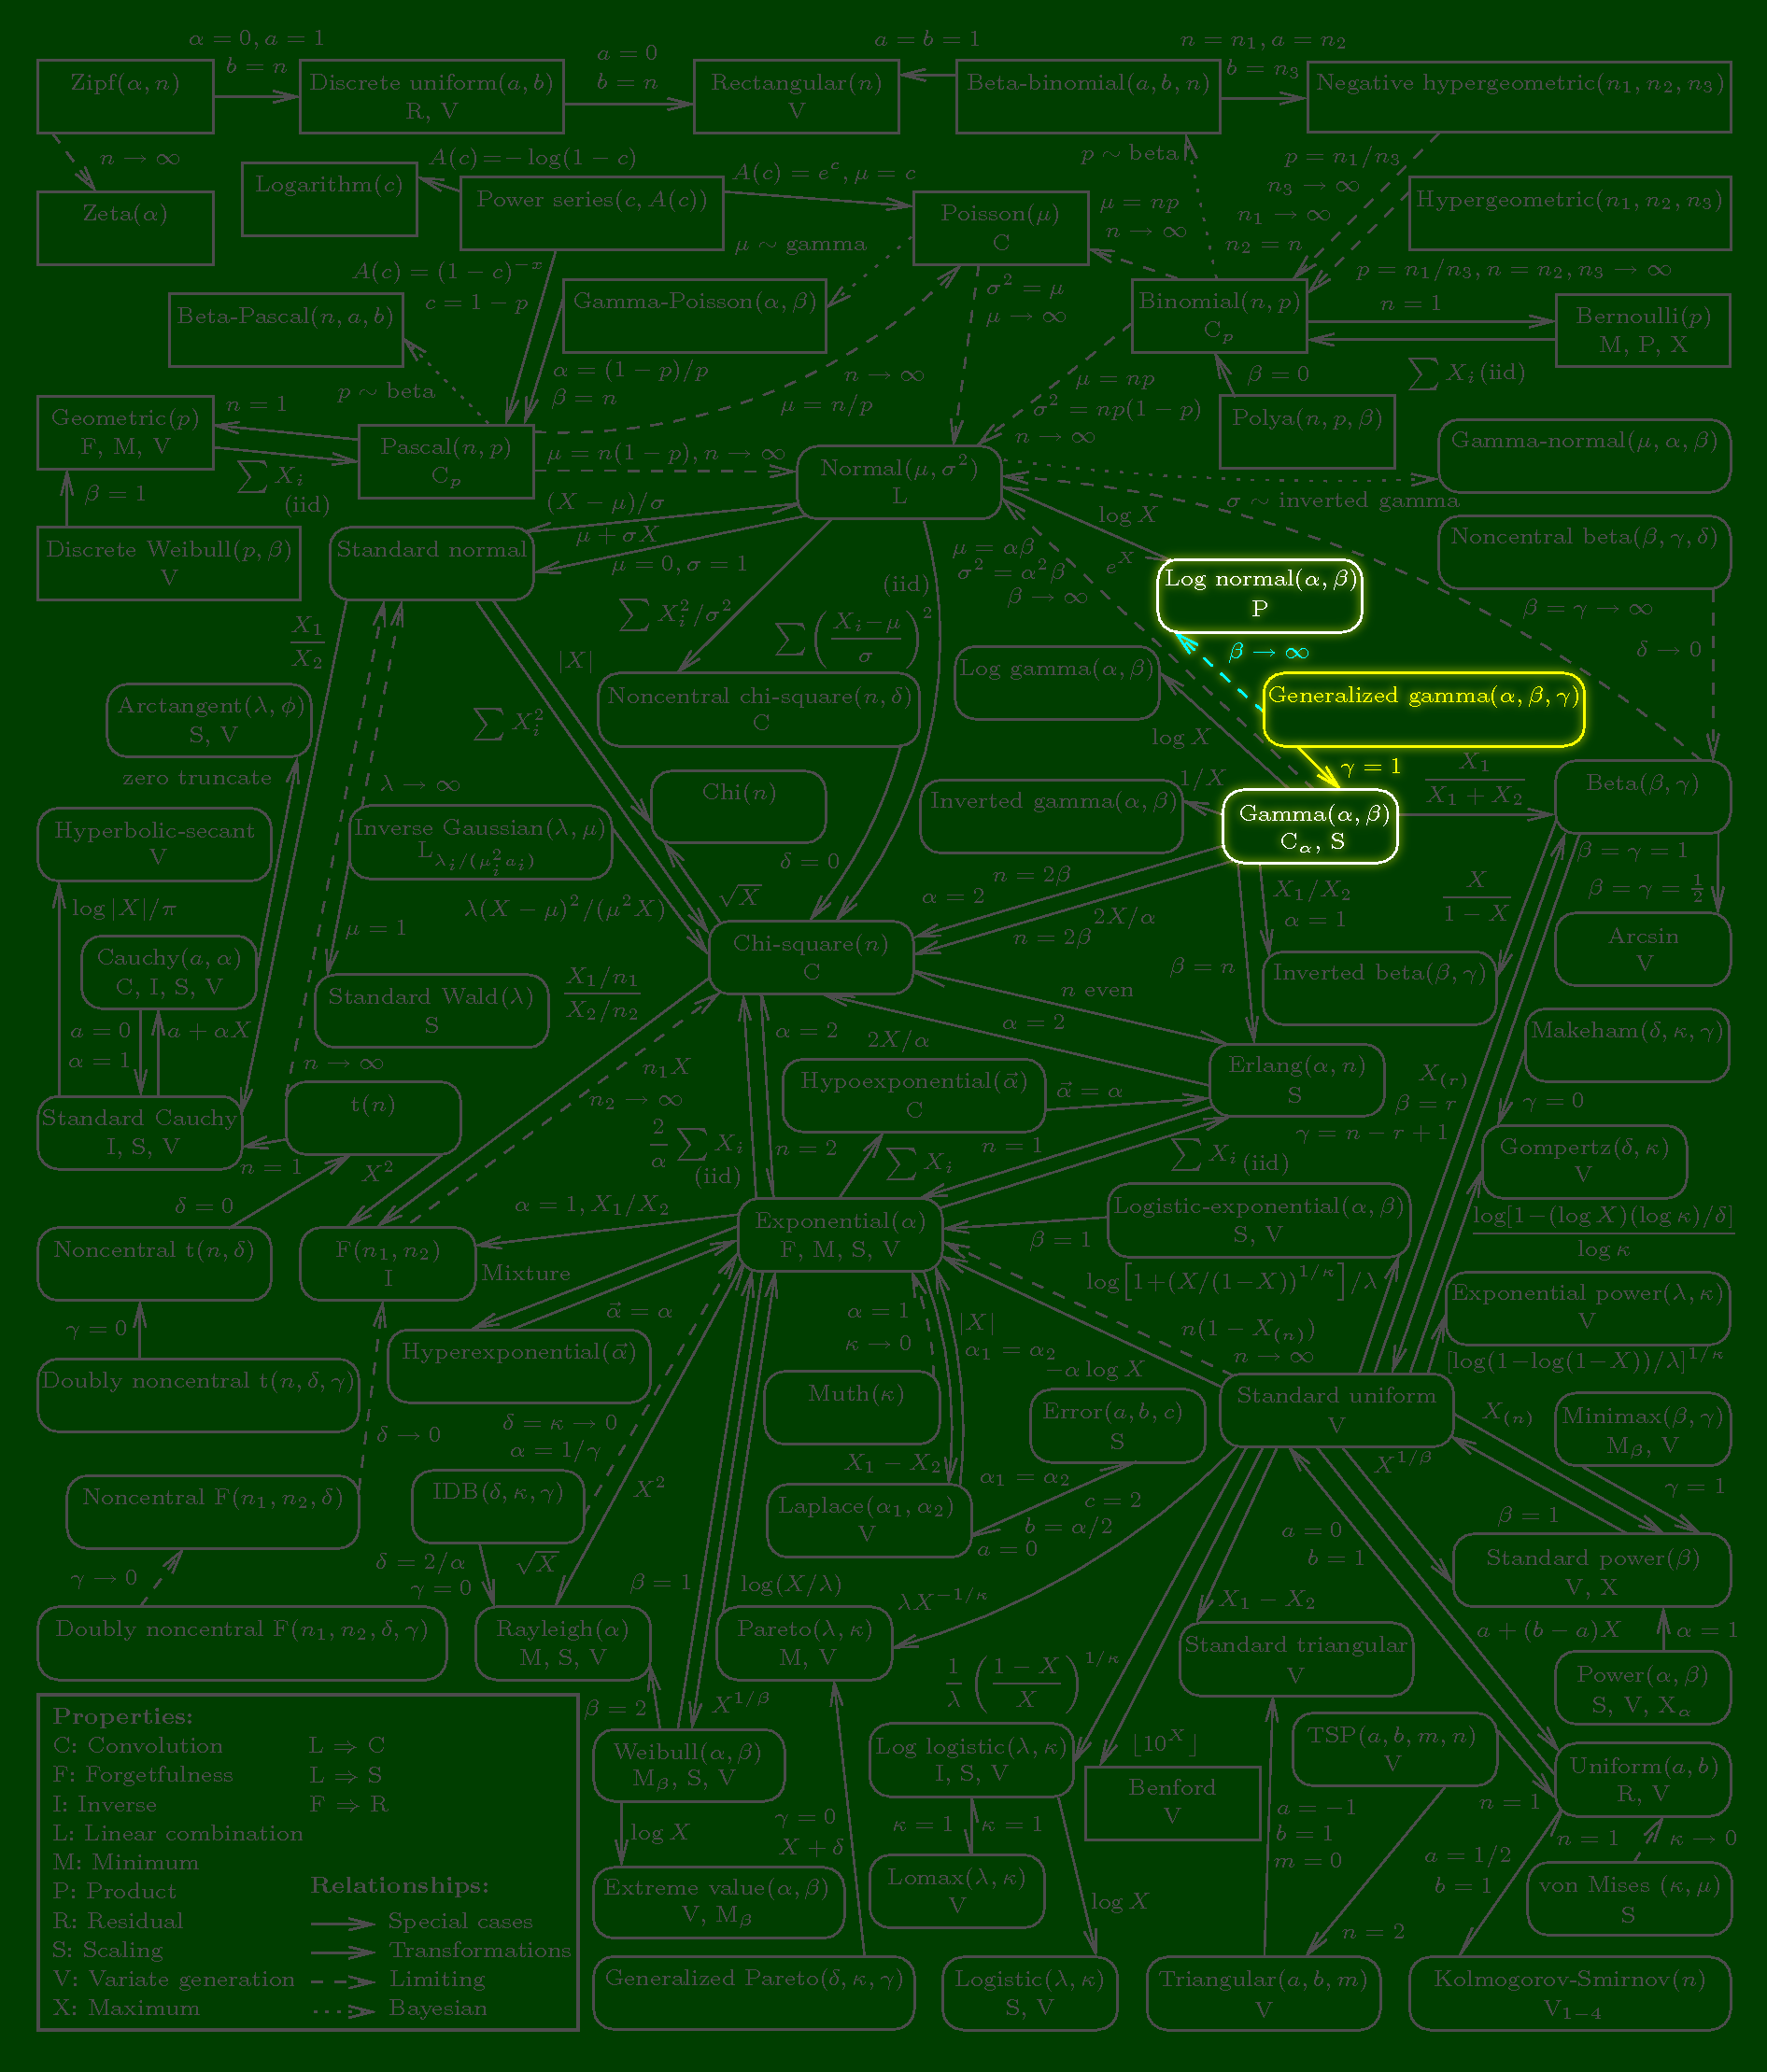 α = 0, a = 1
b = n
a = 0
b = n
a = b = 1
n = n₁, a = n₂
b = n₃
Zipf(α, n)
Discrete uniform(a, b)
R, V
Rectangular(n)
V
Beta-binomial(a, b, n)
Negative hypergeometric(n₁, n₂, n₃)
n → ∞
A(c) = − log(1 − c)
A(c) = eᶜ, μ = c
p ∼ beta
p = n₁/n₃
n₃ → ∞
n₁ → ∞
n₂ = n
Zeta(α)
Logarithm(c)
Power series(c, A(c))
Poisson(μ)
C
μ = np
n → ∞
Hypergeometric(n₁, n₂, n₃)
μ ∼ gamma
p = n₁/n₃, n = n₂, n₃ → ∞
A(c) = (1 − c)⁻ˣ
c = 1 − p
Beta-Pascal(n, a, b)
Gamma-Poisson(α, β)
σ² = μ
μ → ∞
Binomial(n, p)
Cₚ
n = 1
Bernoulli(p)
M, P, X
∑ Xᵢ (iid)
p ∼ beta
α = (1 − p)/p
β = n
n → ∞
μ = n/p
μ = np
σ² = np(1 − p)
n → ∞
β = 0
Polya(n, p, β)
Geometric(p)
F, M, V
n = 1
∑ Xᵢ
(iid)
Pascal(n, p)
Cₚ
μ = n(1 − p), n → ∞
Normal(μ, σ²)
L
Gamma-normal(μ, α, β)
σ ∼ inverted gamma
β = 1
Discrete Weibull(p, β)
V
Standard normal
(X − μ)/σ
μ + σX
μ = 0, σ = 1
log X
eˣ
μ = αβ
σ² = α²β
β → ∞
Noncentral beta(β, γ, δ)
Log normal(α, β)
P
β → ∞
β = γ → ∞
δ → 0
X₁/X₂
|X|
∑ Xᵢ²
∑ Xᵢ²/σ²
(iid)
∑ ((Xᵢ−μ)/σ)²
Noncentral chi-square(n, δ)
C
Log gamma(α, β)
log X
Generalized gamma(α, β, γ)
γ = 1
Arctangent(λ, φ)
S, V
zero truncate
λ → ∞
Chi(n)
Inverted gamma(α, β)
1/X
Gamma(α, β)
C_α, S
X₁/(X₁ + X₂)
Beta(β, γ)
Hyperbolic-secant
V
Inverse Gaussian(λ, μ)
L_{λᵢ/(μᵢ²aᵢ)}
δ = 0
β = γ = 1
β = γ = ½
log |X|/π
μ = 1
λ(X − μ)²/(μ²X)
√X
α = 2
n = 2β
2X/α
n = 2β
X₁/X₂
α = 1
X/(1 − X)
Arcsin
V
Cauchy(a, α)
C, I, S, V
Standard Wald(λ)
S
(X₁/n₁)/(X₂/n₂)
Chi-square(n)
C
β = n
Inverted beta(β, γ)
a = 0
α = 1
a + αX
n → ∞
n₁X
n₂ → ∞
α = 2
2X/α
n even
α = 2
Makeham(δ, κ, γ)
Standard Cauchy
I, S, V
t(n)
n = 1
X²
(2/α) ∑ Xᵢ
(iid)
n = 2
Hypoexponential(α⃗)
C
α⃗ = α
Erlang(α, n)
S
∑ Xᵢ
n = 1
∑ Xᵢ (iid)
X₍ᵣ₎
β = r
γ = n − r + 1
γ = 0
Gompertz(δ, κ)
V
log[1−(log X)(log κ)/δ]
log κ
δ = 0
Noncentral t(n, δ)
F(n₁, n₂)
I
α = 1, X₁/X₂
Mixture
α⃗ = α
Exponential(α)
F, M, S, V
Logistic-exponential(α, β)
S, V
β = 1
log[1+(X/(1−X))^{1/κ}]/λ
Exponential power(λ, κ)
V
[log(1−log(1−X))/λ]^{1/κ}
γ = 0
Doubly noncentral t(n, δ, γ)
Hyperexponential(α⃗)
α = 1
κ → 0
|X|
α₁ = α₂
n(1 − X₍ₙ₎)
n → ∞
−α log X
Muth(κ)
Error(a, b, c)
S
Standard uniform
V
X₍ₙ₎
Minimax(β, γ)
M_β, V
δ → 0
δ = κ → 0
α = 1/γ
X₁ − X₂
α₁ = α₂
X^{1/β}
γ = 1
Noncentral F(n₁, n₂, δ)
IDB(δ, κ, γ)
X²
Laplace(α₁, α₂)
V
c = 2
b = α/2
a = 0
a = 0
b = 1
β = 1
Standard power(β)
V, X
γ → 0
δ = 2/α
γ = 0
√X
β = 1
log(X/λ)
λX^{−1/κ}
X₁ − X₂
a + (b − a)X
α = 1
Doubly noncentral F(n₁, n₂, δ, γ)
Rayleigh(α)
M, S, V
Pareto(λ, κ)
M, V
Standard triangular
V
Power(α, β)
S, V, X_α
(1/λ) ((1 − X)/X)^{1/κ}
β = 2
X^{1/β}
Weibull(α, β)
M_β, S, V
Log logistic(λ, κ)
I, S, V
⌊10ˣ⌋
Benford
V
TSP(a, b, m, n)
V
Uniform(a, b)
R, V
log X
γ = 0
X + δ
κ = 1
κ = 1
a = −1
b = 1
m = 0
n = 1
n = 1
κ → 0
a = 1/2
b = 1
Extreme value(α, β)
V, M_β
Lomax(λ, κ)
V
log X
n = 2
von Mises (κ, μ)
S
Generalized Pareto(δ, κ, γ)
Logistic(λ, κ)
S, V
Triangular(a, b, m)
V
Kolmogorov-Smirnov(n)
V₁₋₄
Properties:
C: Convolution
L ⇒ C
F: Forgetfulness
L ⇒ S
I: Inverse
F ⇒ R
L: Linear combination
M: Minimum
P: Product
R: Residual
S: Scaling
V: Variate generation
X: Maximum
Relationships:
Special cases
Transformations
Limiting
Bayesian